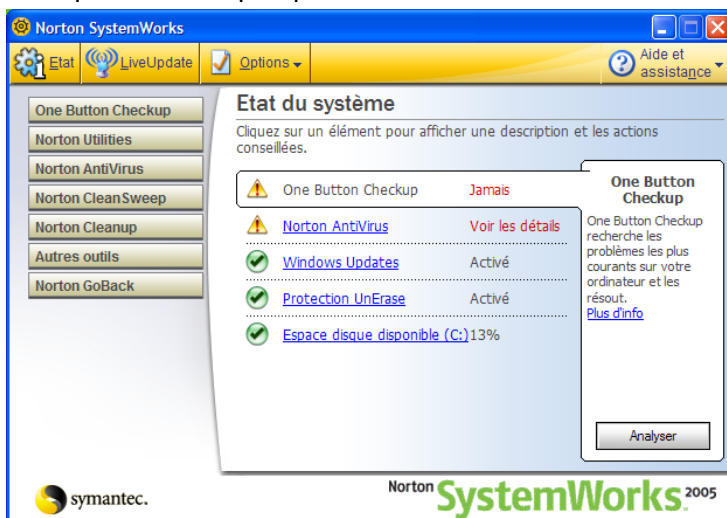 Norton SystemWorks
Etat
LiveUpdate
Options
Aide et
assistance
One Button Checkup
Norton Utilities
Norton AntiVirus
Norton CleanSweep
Norton Cleanup
Autres outils
Norton GoBack
Etat du système
Cliquez sur un élément pour afficher une description et les actions
conseillées.
One Button Checkup Jamais
Norton AntiVirus Voir les détails
Windows Updates Activé
Protection UnErase Activé
Espace disque disponible (C:) 13%
One Button
Checkup
One Button Checkup
recherche les
problèmes les plus
courants sur votre
ordinateur et les
résout.
Plus d'info
Analyser
symantec.
Norton SystemWorks 2005